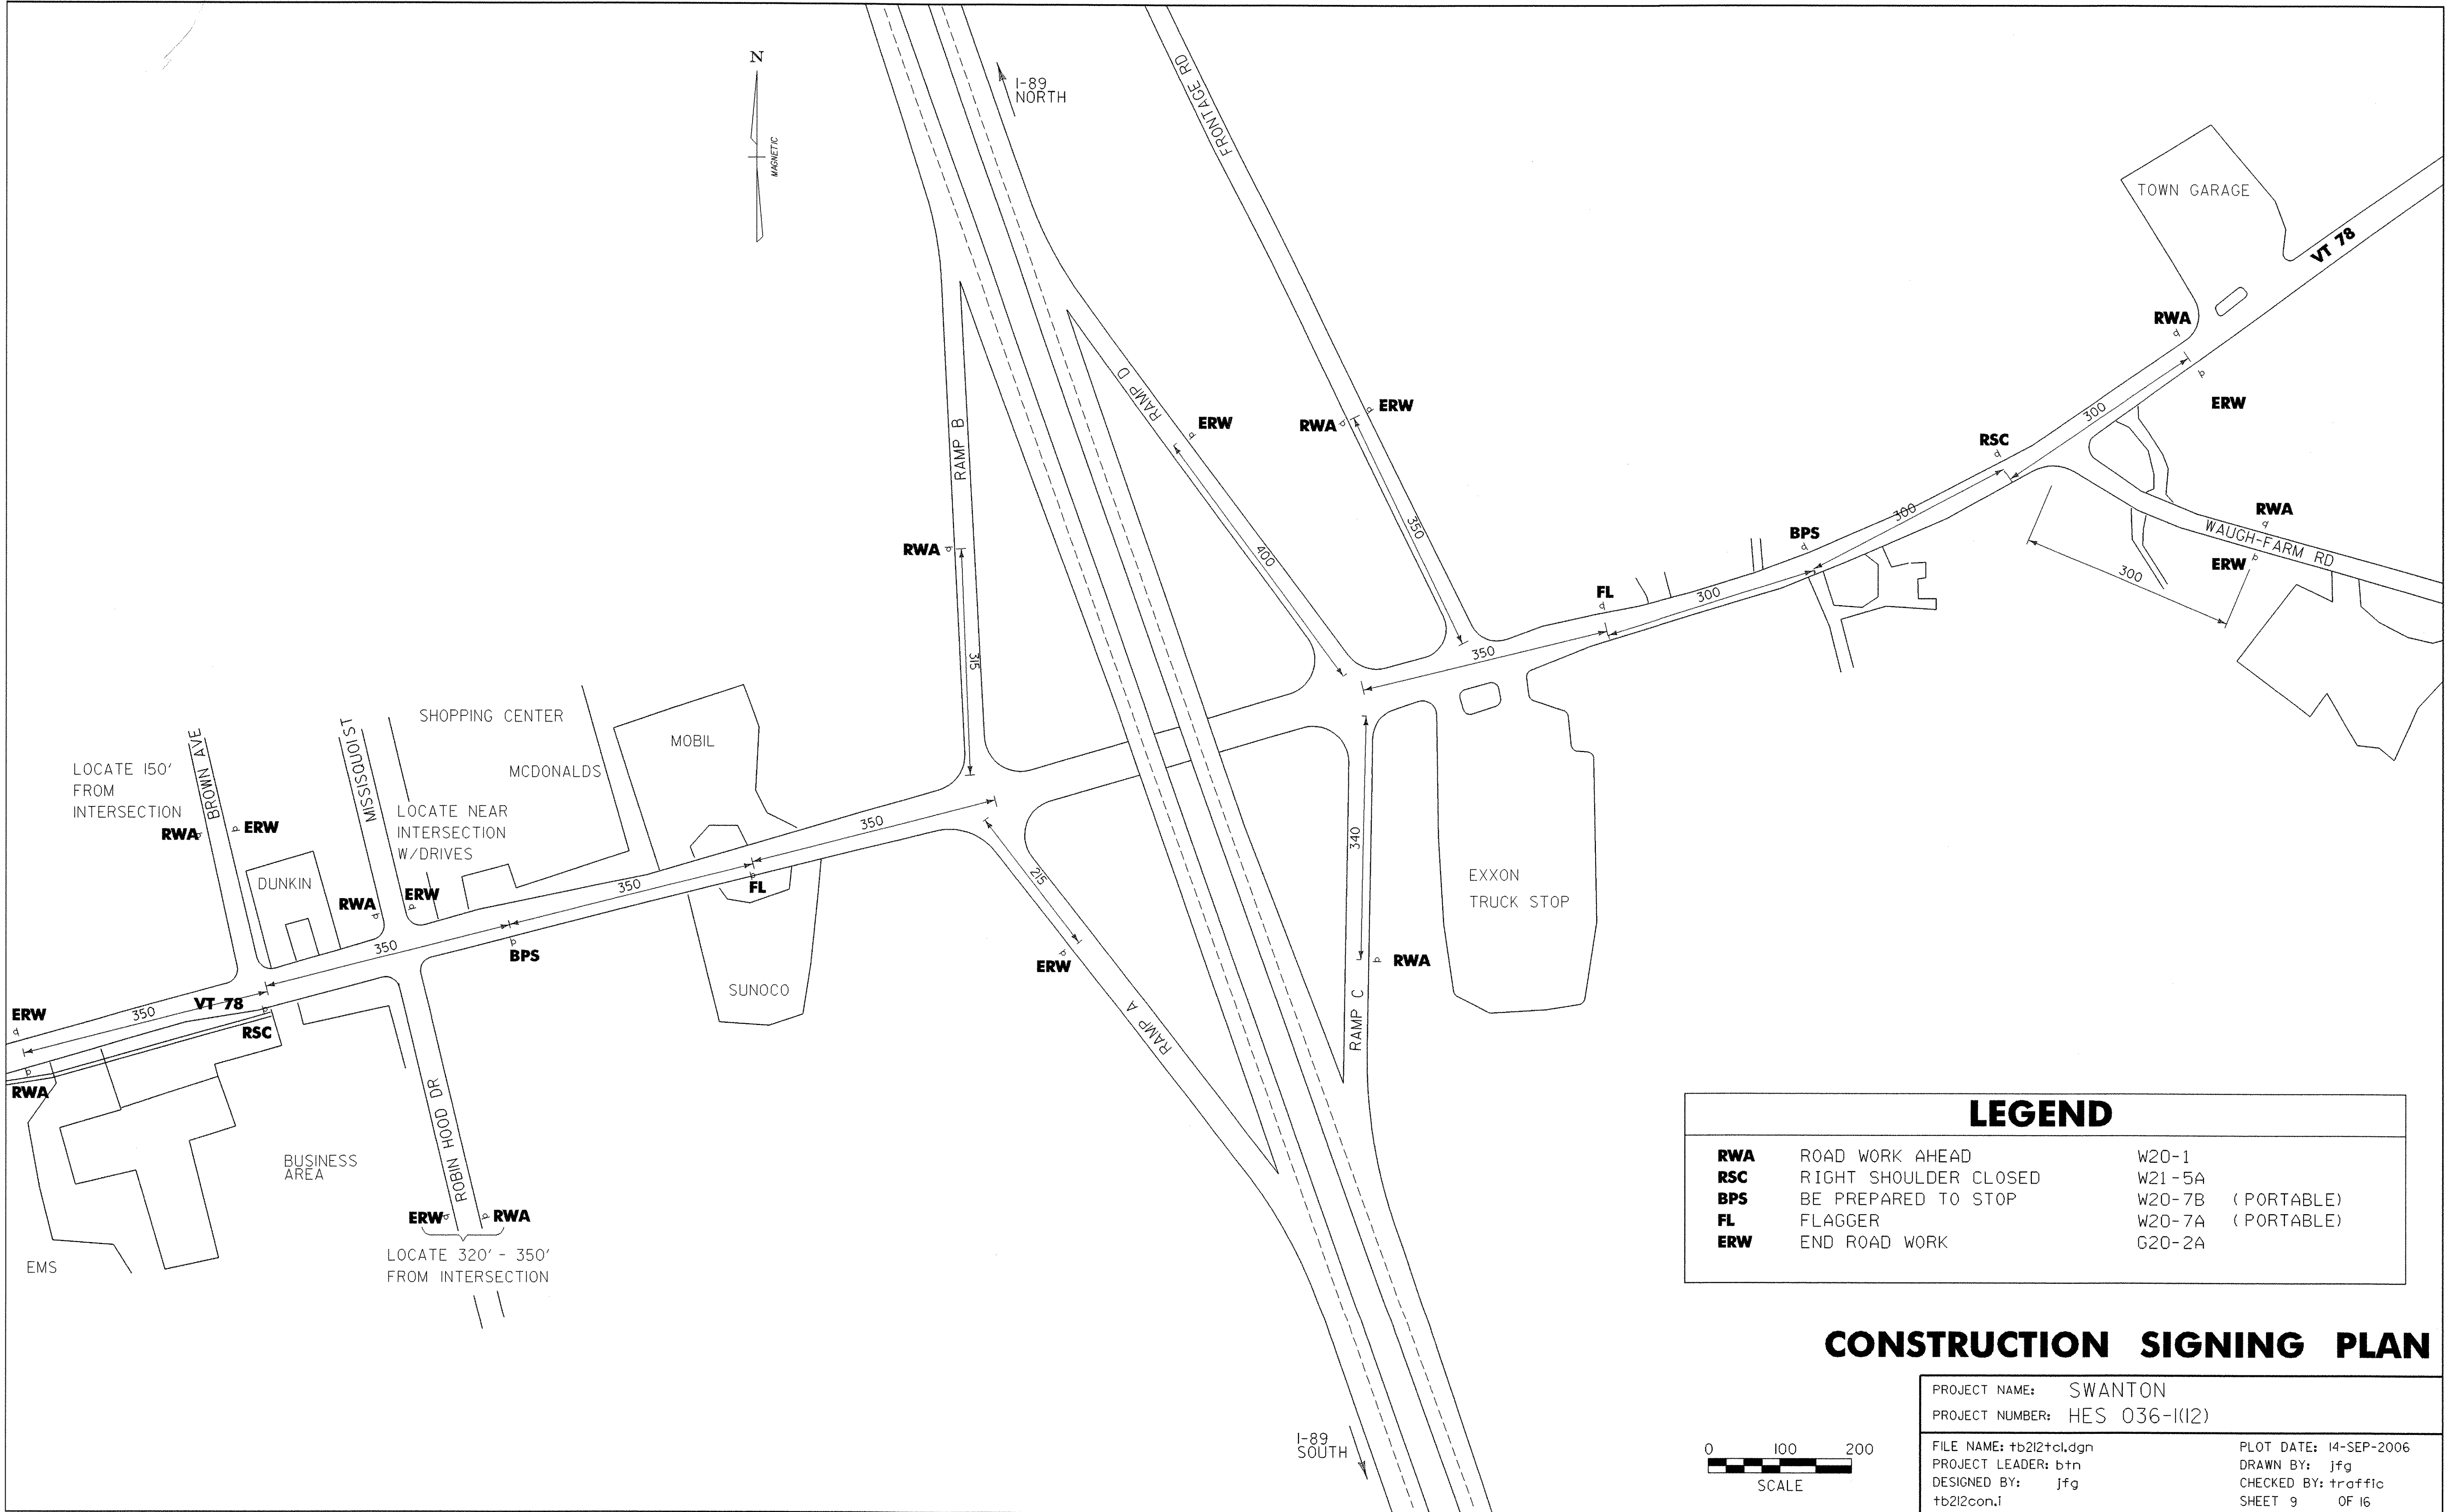 N
MAGNETIC
I-89
NORTH
FRONTAGE RD
TOWN GARAGE
VT 78
RWA
ERW
300
RSC
300
BPS
RWA
WAUGH-FARM RD
ERW
300
FL
300
350
RWA
ERW
350
RAMP D
ERW
400
RAMP B
RWA
315
SHOPPING CENTER
MOBIL
MCDONALDS
BROWN AVE
MISISQUOI ST
LOCATE 150'
FROM
INTERSECTION
RWA
ERW
LOCATE NEAR
INTERSECTION
W/DRIVES
DUNKIN
RWA
ERW
350
350
350
FL
BPS
215
ERW
RAMP A
340
RWA
RAMP C
EXXON
TRUCK STOP
SUNOCO
ERW
350
VT 78
RSC
RWA
BUSINESS
AREA
ROBIN HOOD DR
ERW
RWA
LOCATE 320' - 350'
FROM INTERSECTION
EMS
I-89
SOUTH
LEGEND
RWA ROAD WORK AHEAD W20-1
RSC RIGHT SHOULDER CLOSED W21-5A
BPS BE PREPARED TO STOP W20-7B (PORTABLE)
FL FLAGGER W20-7A (PORTABLE)
ERW END ROAD WORK G20-2A
CONSTRUCTION SIGNING PLAN
0 100 200
SCALE
PROJECT NAME: SWANTON
PROJECT NUMBER: HES 036-1(12)
FILE NAME: tb212tcl.dgn PLOT DATE: 14-SEP-2006
PROJECT LEADER: btn DRAWN BY: jfg
DESIGNED BY: jfg CHECKED BY: traffic
tb212con.i SHEET 9 OF 16